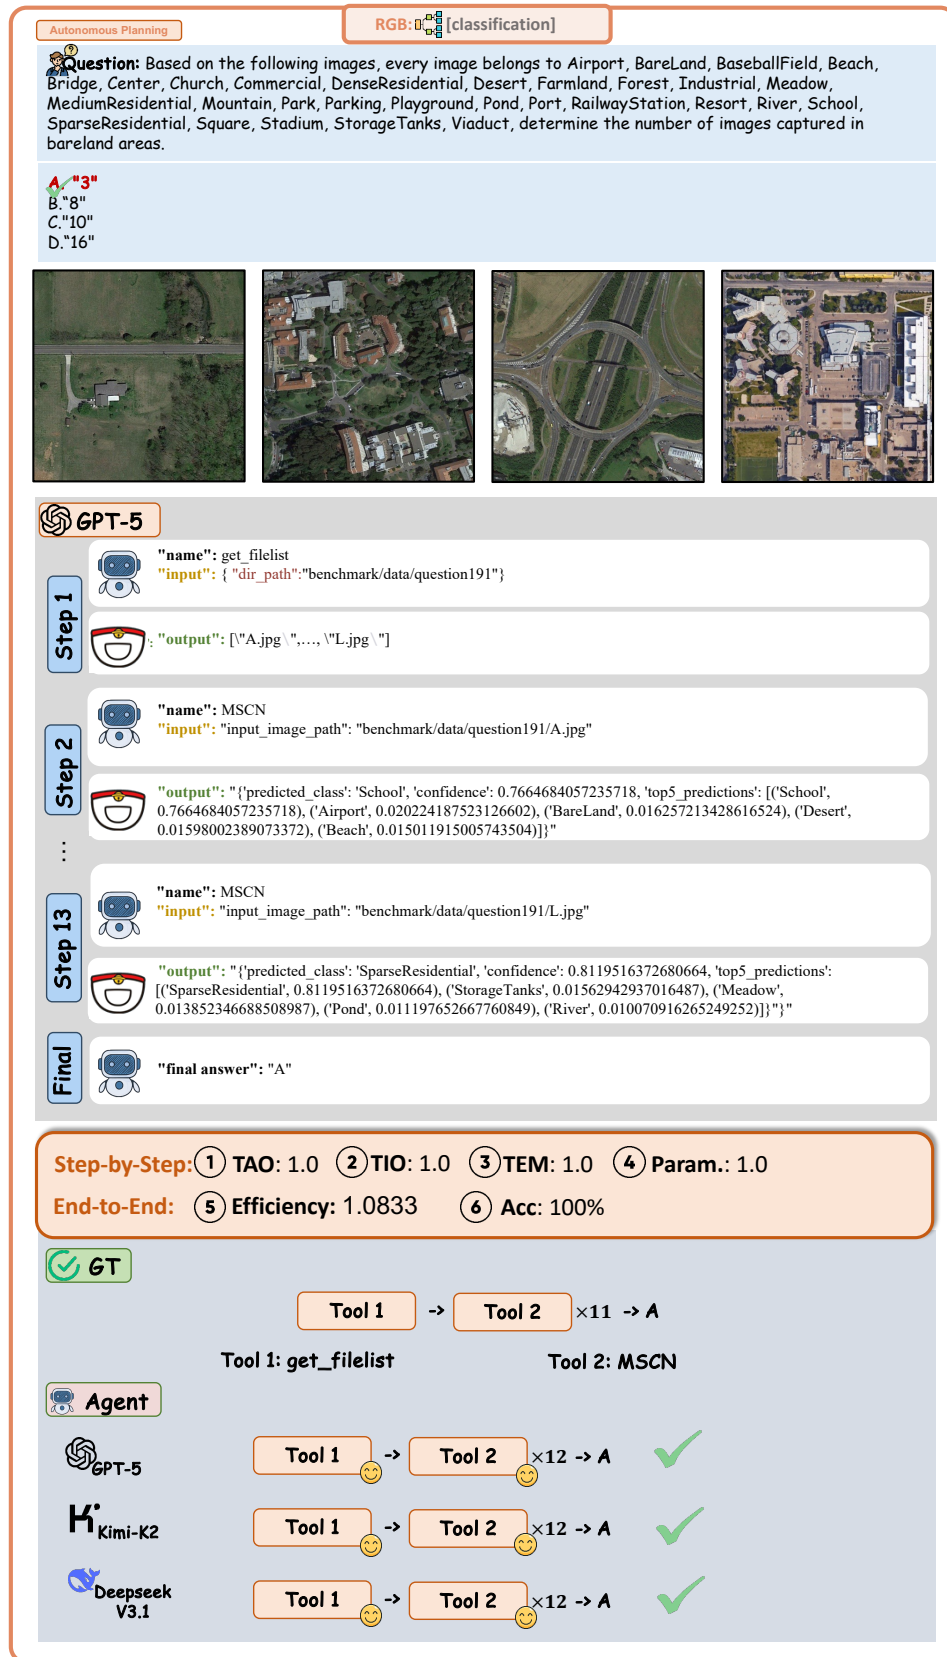 Autonomous Planning
RGB: [classification]
Question: Based on the following images, every image belongs to Airport, BareLand, BaseballField, Beach,
Bridge, Center, Church, Commercial, DenseResidential, Desert, Farmland, Forest, Industrial, Meadow,
MediumResidential, Mountain, Park, Parking, Playground, Pond, Port, RailwayStation, Resort, River, School,
SparseResidential, Square, Stadium, StorageTanks, Viaduct, determine the number of images captured in
bareland areas.
A. "3"
B."8"
C."10"
D."16"
GPT-5
Step 1
"name": get_filelist
"input": { "dir_path":"benchmark/data/question191"}
"output": [\"A.jpg\",..., \"L.jpg\"]
Step 2
"name": MSCN
"input": "input_image_path": "benchmark/data/question191/A.jpg"
"output": "{'predicted_class': 'School', 'confidence': 0.7664684057235718, 'top5_predictions': [('School',
0.7664684057235718), ('Airport', 0.020224187523126602), ('BareLand', 0.016257213428616524), ('Desert',
0.01598002389073372), ('Beach', 0.015011915005743504)]}"
⋮
Step 13
"name": MSCN
"input": "input_image_path": "benchmark/data/question191/L.jpg"
"output": "{'predicted_class': 'SparseResidential', 'confidence': 0.8119516372680664, 'top5_predictions':
[('SparseResidential', 0.8119516372680664), ('StorageTanks', 0.01562942937016487), ('Meadow',
0.013852346688508987), ('Pond', 0.011197652667760849), ('River', 0.010070916265249252)]}"}"
Final
"final answer": "A"
Step-by-Step: 1 TAO: 1.0 2 TIO: 1.0 3 TEM: 1.0 4 Param.: 1.0
End-to-End: 5 Efficiency: 1.0833 6 Acc: 100%
GT
Tool 1 -> Tool 2 ×11 -> A
Tool 1: get_filelist Tool 2: MSCN
Agent
GPT-5 Tool 1 -> Tool 2 ×12 -> A
Kimi-K2 Tool 1 -> Tool 2 ×12 -> A
Deepseek
V3.1 Tool 1 -> Tool 2 ×12 -> A